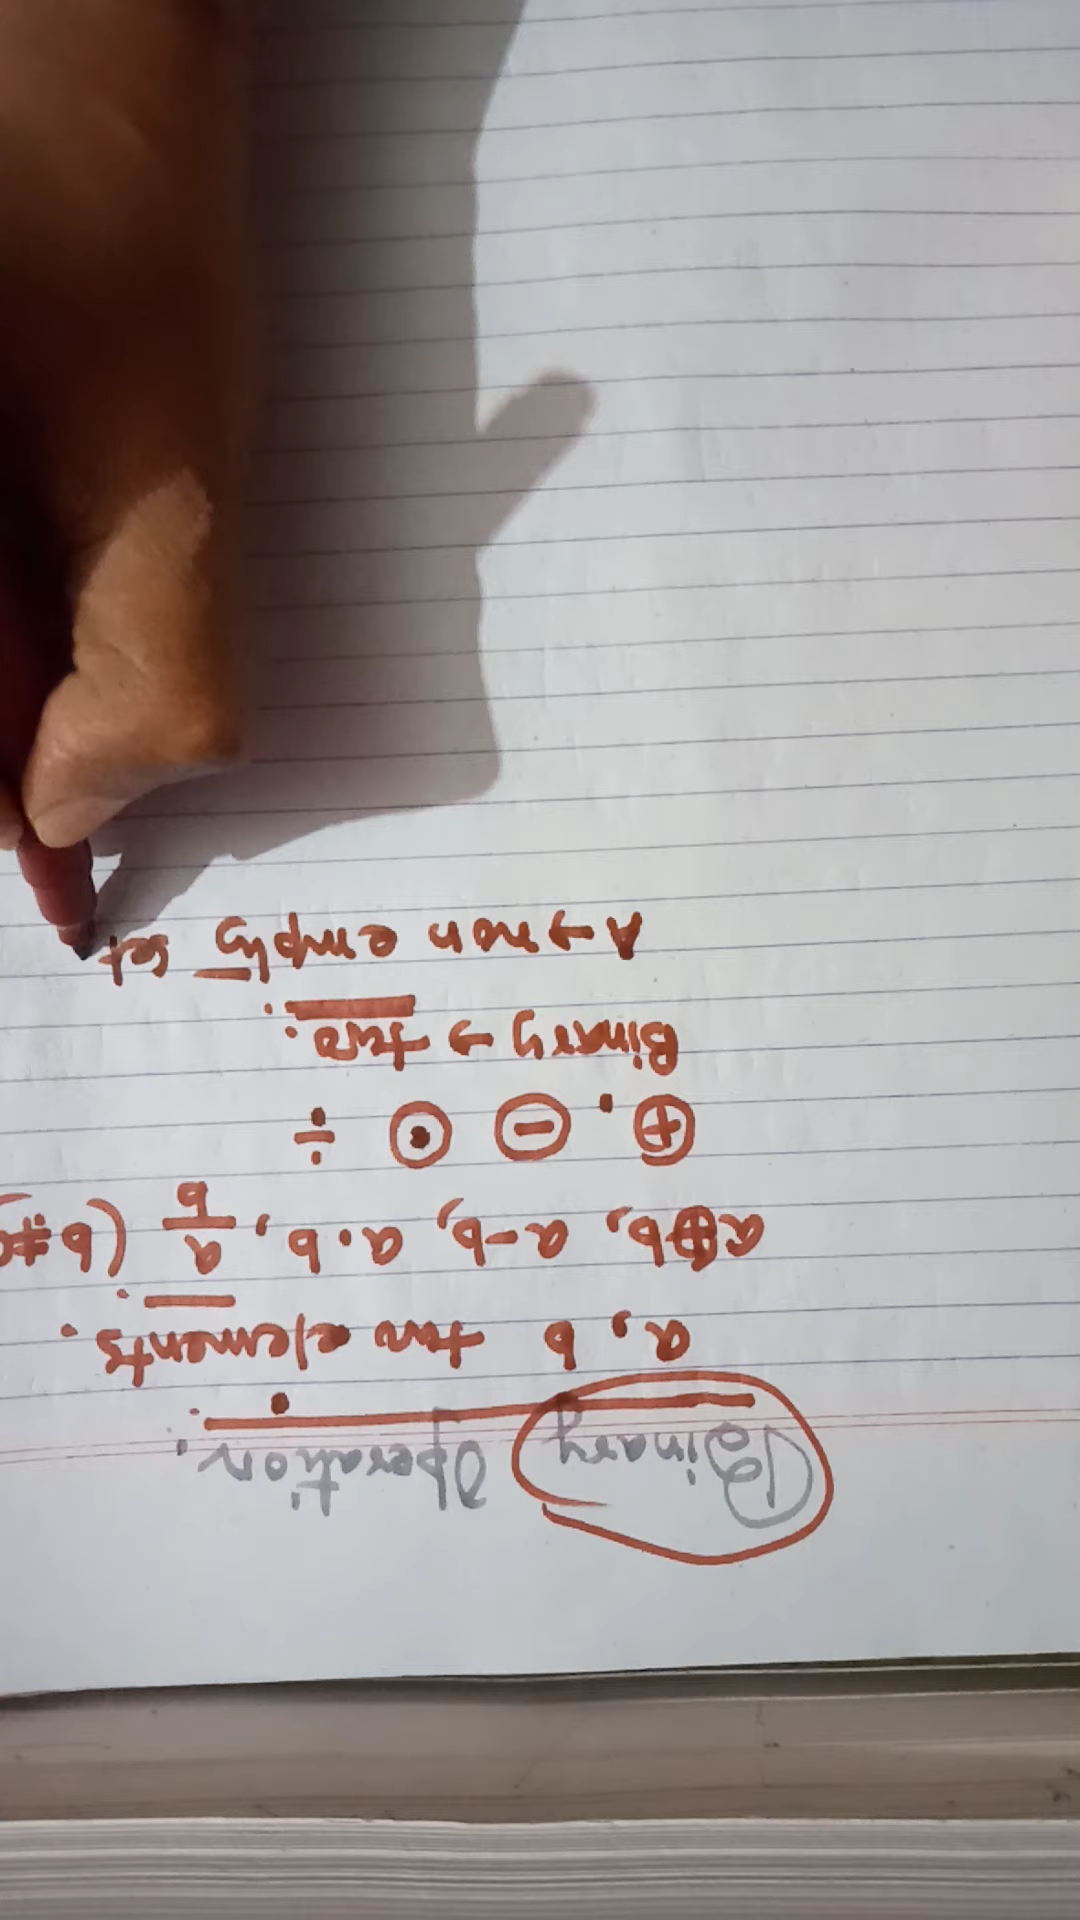 Binary Operation:
a, b two elements.
a+b, a-b, a·b, a/b (b≠
⊕, ⊖ ⊙ ÷
Binary → two.
A → non empty set